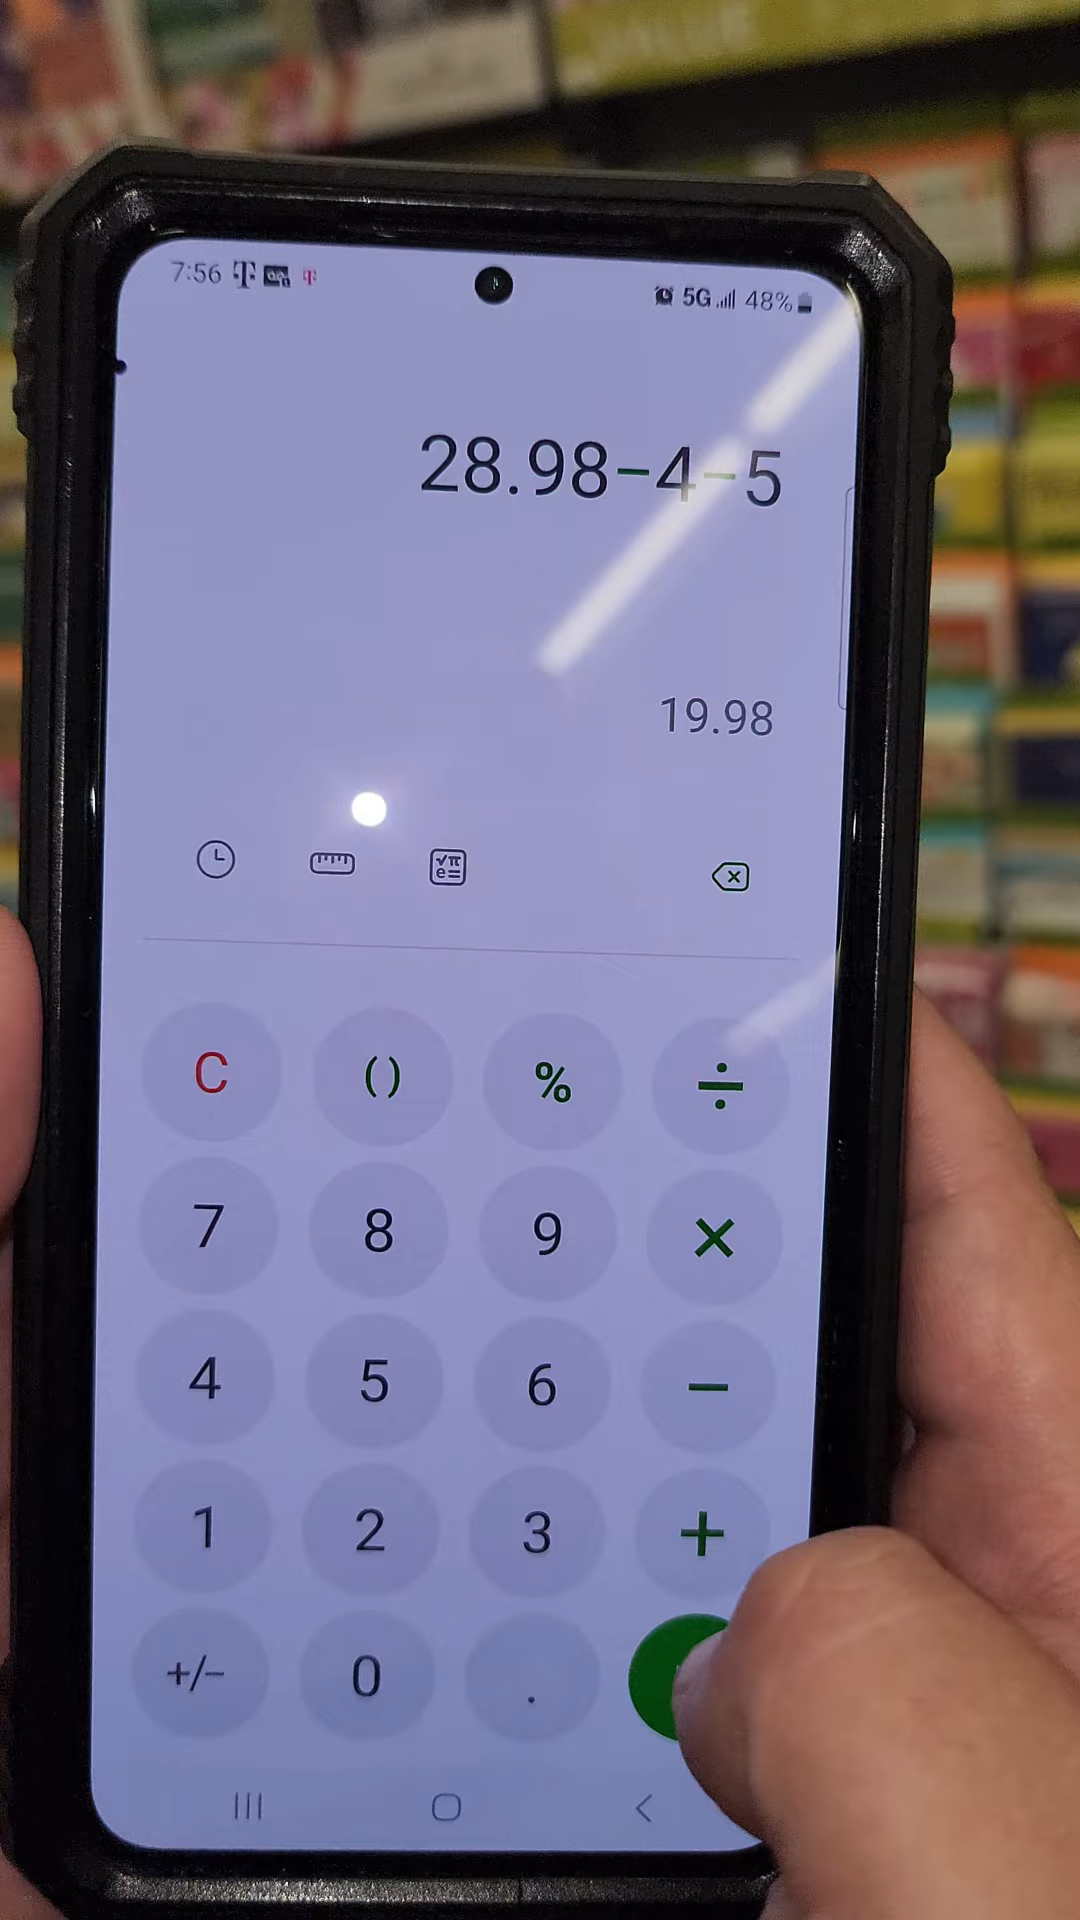 7:56
5G 48%
28.98−4−5
19.98
√π
e=
C () % ÷
7 8 9 ×
4 5 6 −
1 2 3 +
+/− 0 .